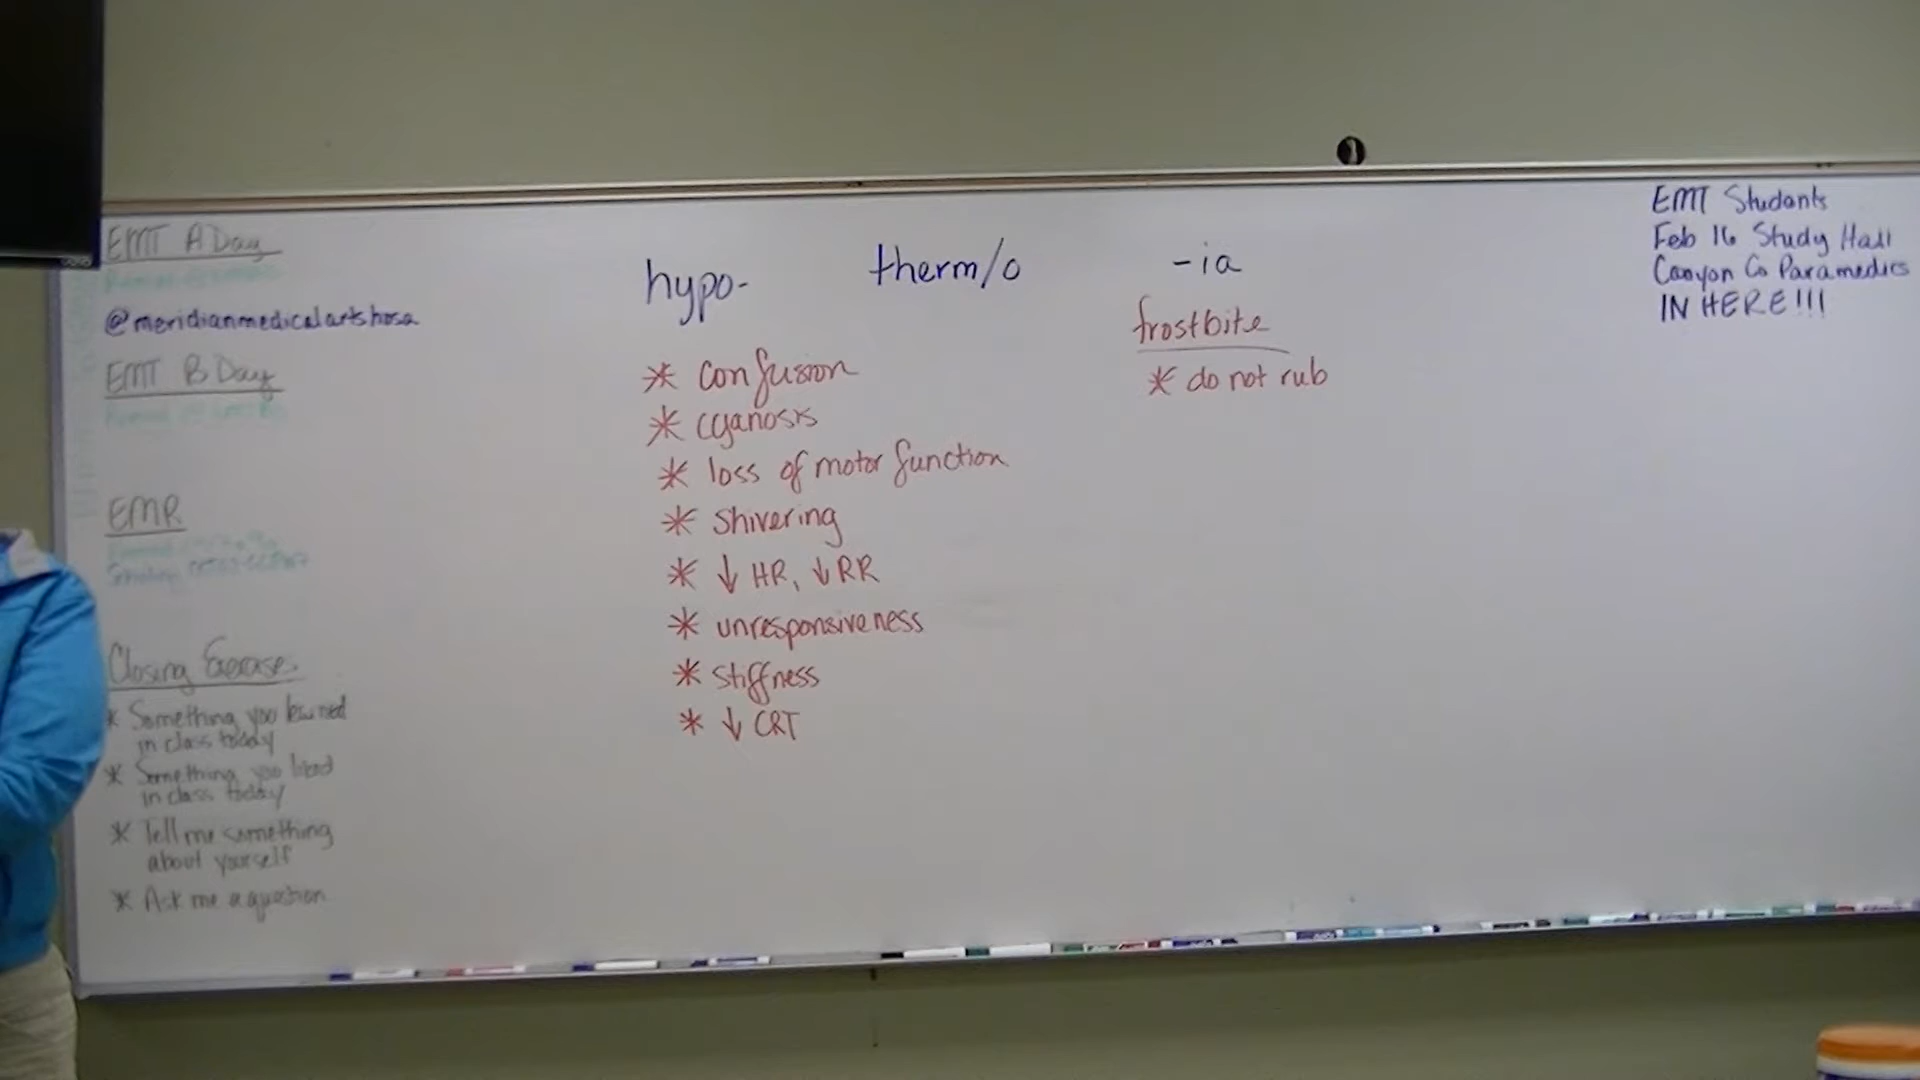 EMT A Day
@meridianmedicalartshosa
EMT B Day
EMR
Closing Exercise
* Something you learned
in class today
* Something you liked
in class today
* Tell me something
about yourself
* Ask me a question
hypo- therm/o -ia
* confusion
* cyanosis
* loss of motor function
* shivering
* ↓ HR, ↓ RR
* unresponsiveness
* stiffness
* ↓ CRT
frostbite
* do not rub
EMT Students
Feb 16 Study Hall
Canyon Co Paramedics
IN HERE!!!